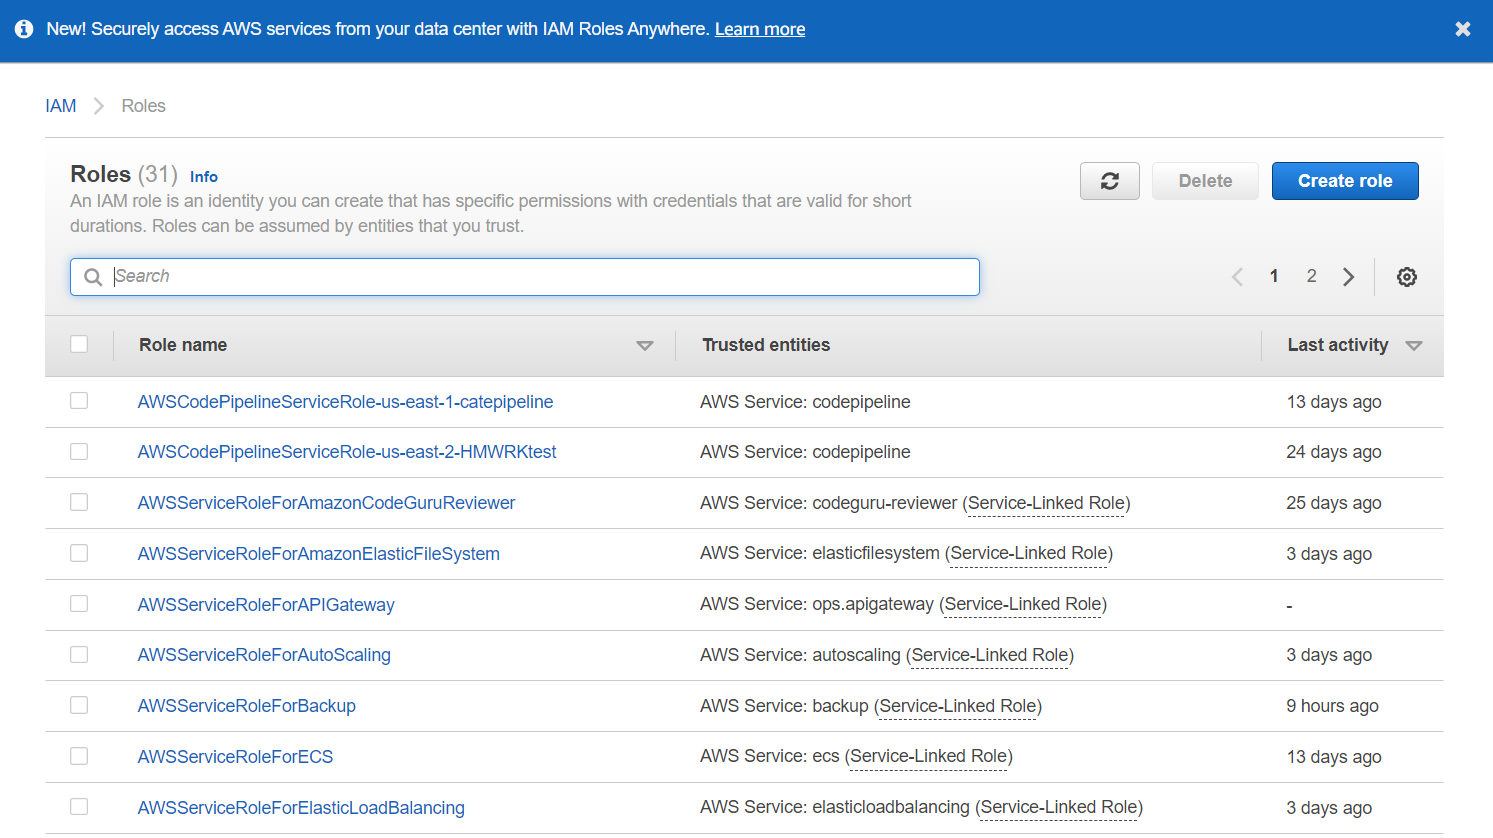 New! Securely access AWS services from your data center with IAM Roles Anywhere. Learn more
IAM Roles
Roles (31) Info
An IAM role is an identity you can create that has specific permissions with credentials that are valid for short
durations. Roles can be assumed by entities that you trust.
Delete
Create role
Search
1 2
Role name Trusted entities Last activity
AWSCodePipelineServiceRole-us-east-1-catepipeline AWS Service: codepipeline 13 days ago
AWSCodePipelineServiceRole-us-east-2-HMWRKtest AWS Service: codepipeline 24 days ago
AWSServiceRoleForAmazonCodeGuruReviewer AWS Service: codeguru-reviewer (Service-Linked Role) 25 days ago
AWSServiceRoleForAmazonElasticFileSystem AWS Service: elasticfilesystem (Service-Linked Role) 3 days ago
AWSServiceRoleForAPIGateway AWS Service: ops.apigateway (Service-Linked Role) -
AWSServiceRoleForAutoScaling AWS Service: autoscaling (Service-Linked Role) 3 days ago
AWSServiceRoleForBackup AWS Service: backup (Service-Linked Role) 9 hours ago
AWSServiceRoleForECS AWS Service: ecs (Service-Linked Role) 13 days ago
AWSServiceRoleForElasticLoadBalancing AWS Service: elasticloadbalancing (Service-Linked Role) 3 days ago